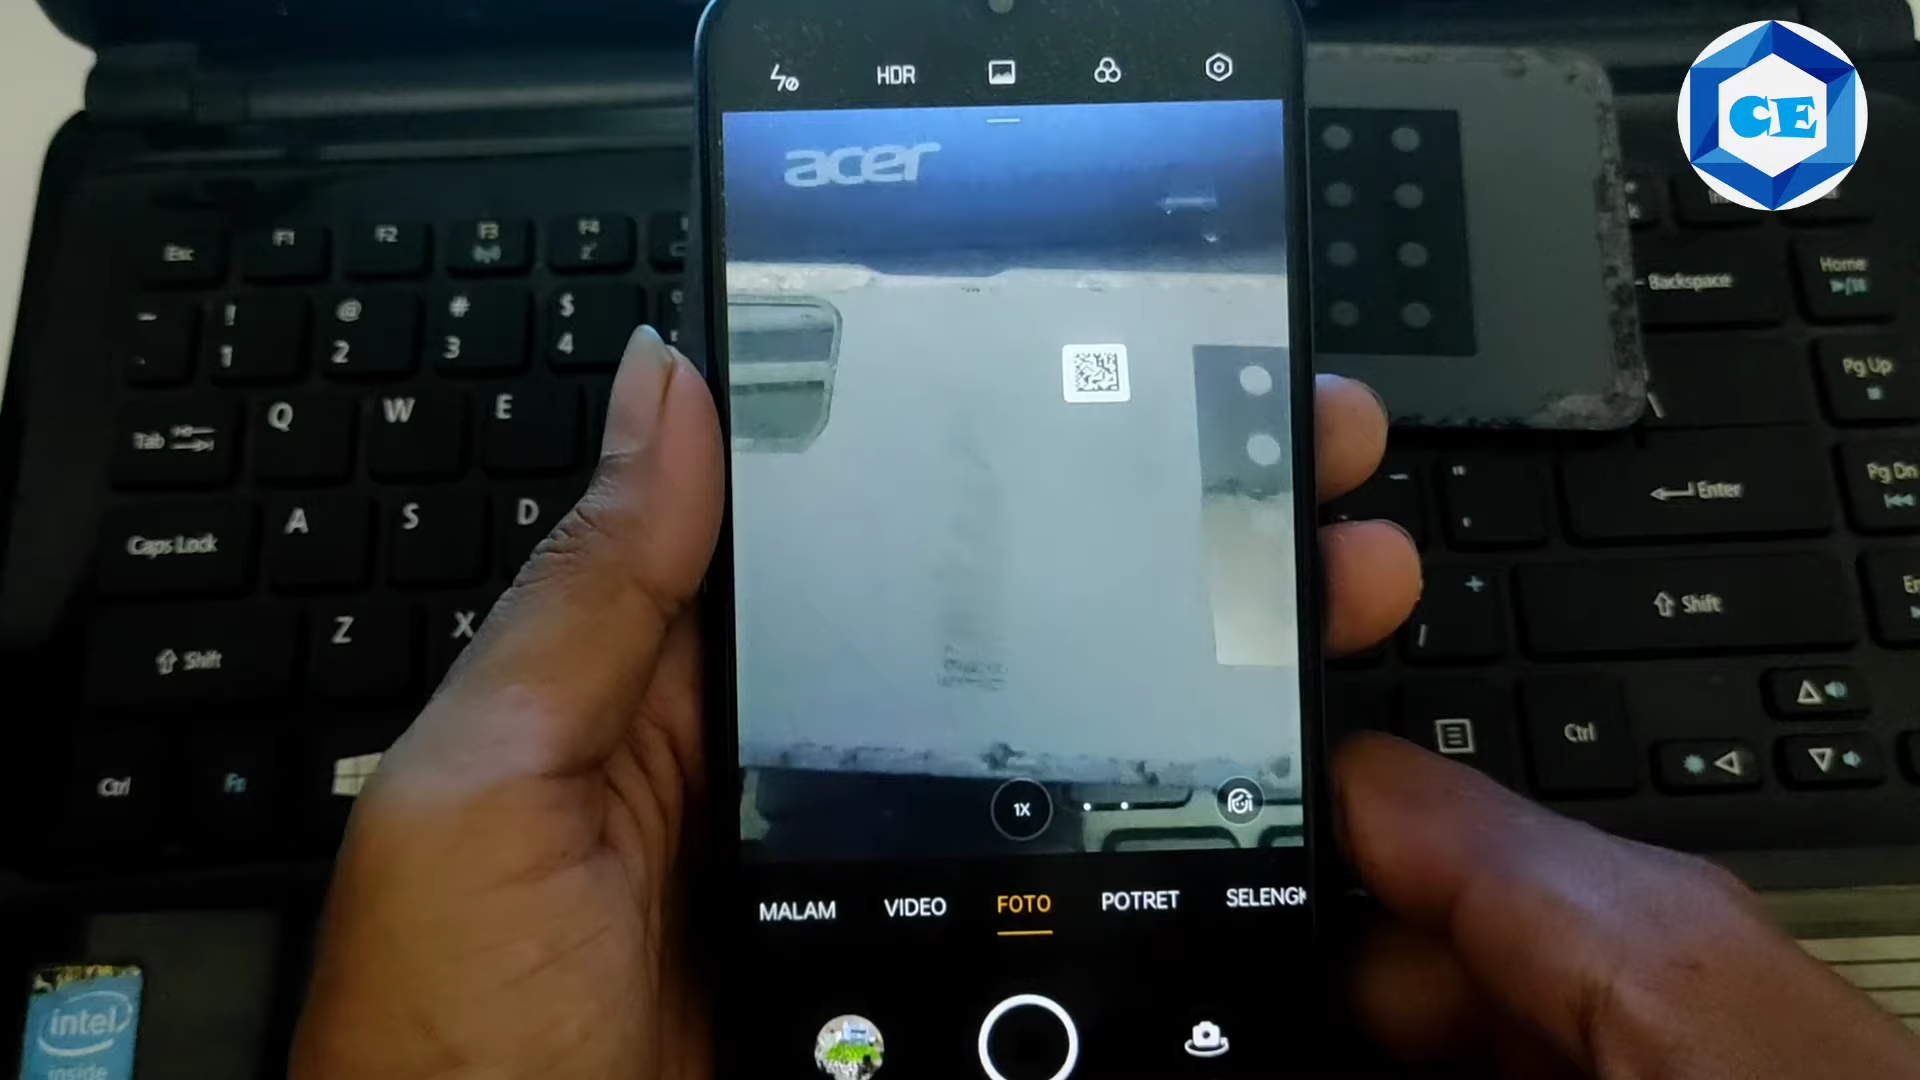 HDR
acer
CE
Esc
F1
F2
F3
F4
z
Home
Backspace
!
1
@
2
#
3
$
4
Pg Up
Tab
Q
W
E
Pg Dn
Enter
Caps Lock
A
S
D
Shift
Z
X
Shift
1X
Ctrl
Fn
Ctrl
MALAM
VIDEO
FOTO
POTRET
SELENGK
intel
inside